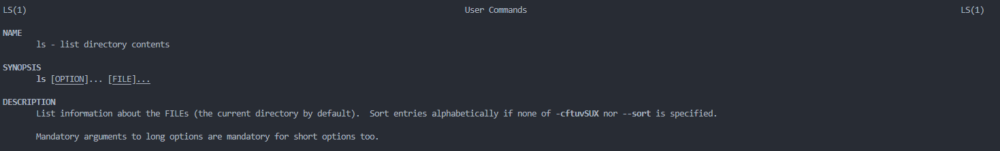 LS(1) User Commands LS(1)
NAME
ls - list directory contents
SYNOPSIS
ls [OPTION]... [FILE]...
DESCRIPTION
List information about the FILEs (the current directory by default).  Sort entries alphabetically if none of -cftuvSUX nor --sort is specified.
Mandatory arguments to long options are mandatory for short options too.